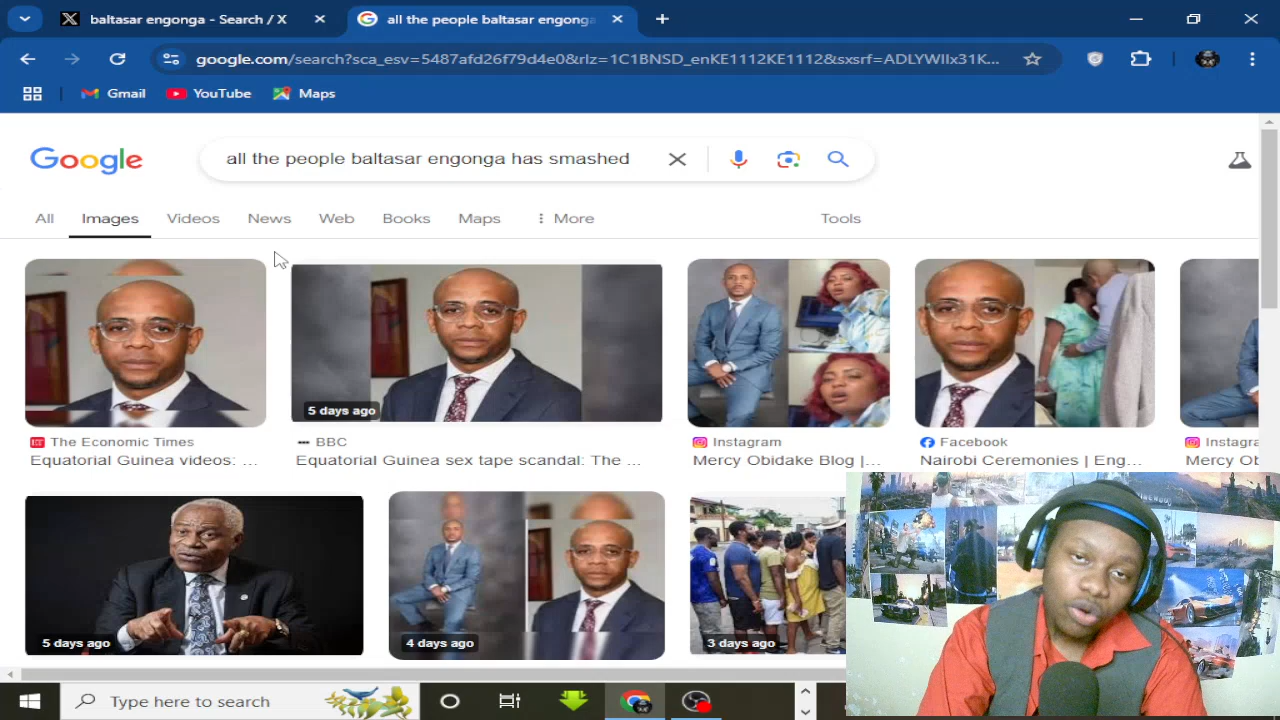 baltasar engonga - Search / X
all the people baltasar engonga
google.com/search?sca_esv=5487afd26f79d4e0&rlz=1C1BNSD_enKE1112KE1112&sxsrf=ADLYWIIx31K...
Gmail YouTube Maps
Google
all the people baltasar engonga has smashed
All Images Videos News Web Books Maps More Tools
5 days ago
The Economic Times
Equatorial Guinea videos: ...
BBC
Equatorial Guinea sex tape scandal: The ...
Instagram
Mercy Obidake Blog |...
Facebook
Nairobi Ceremonies | Eng...
Instagra
Mercy Ob
5 days ago
4 days ago
3 days ago
Type here to search